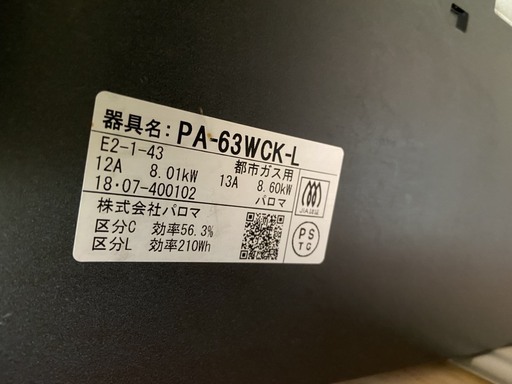 器具名: PA-63WCK-L
E2-1-43 都市ガス用
12A 8.01kW 13A 8.60kW
18・07-400102 パロマ
株式会社パロマ
区分C 効率56.3%
区分L 効率210Wh
PS
TG